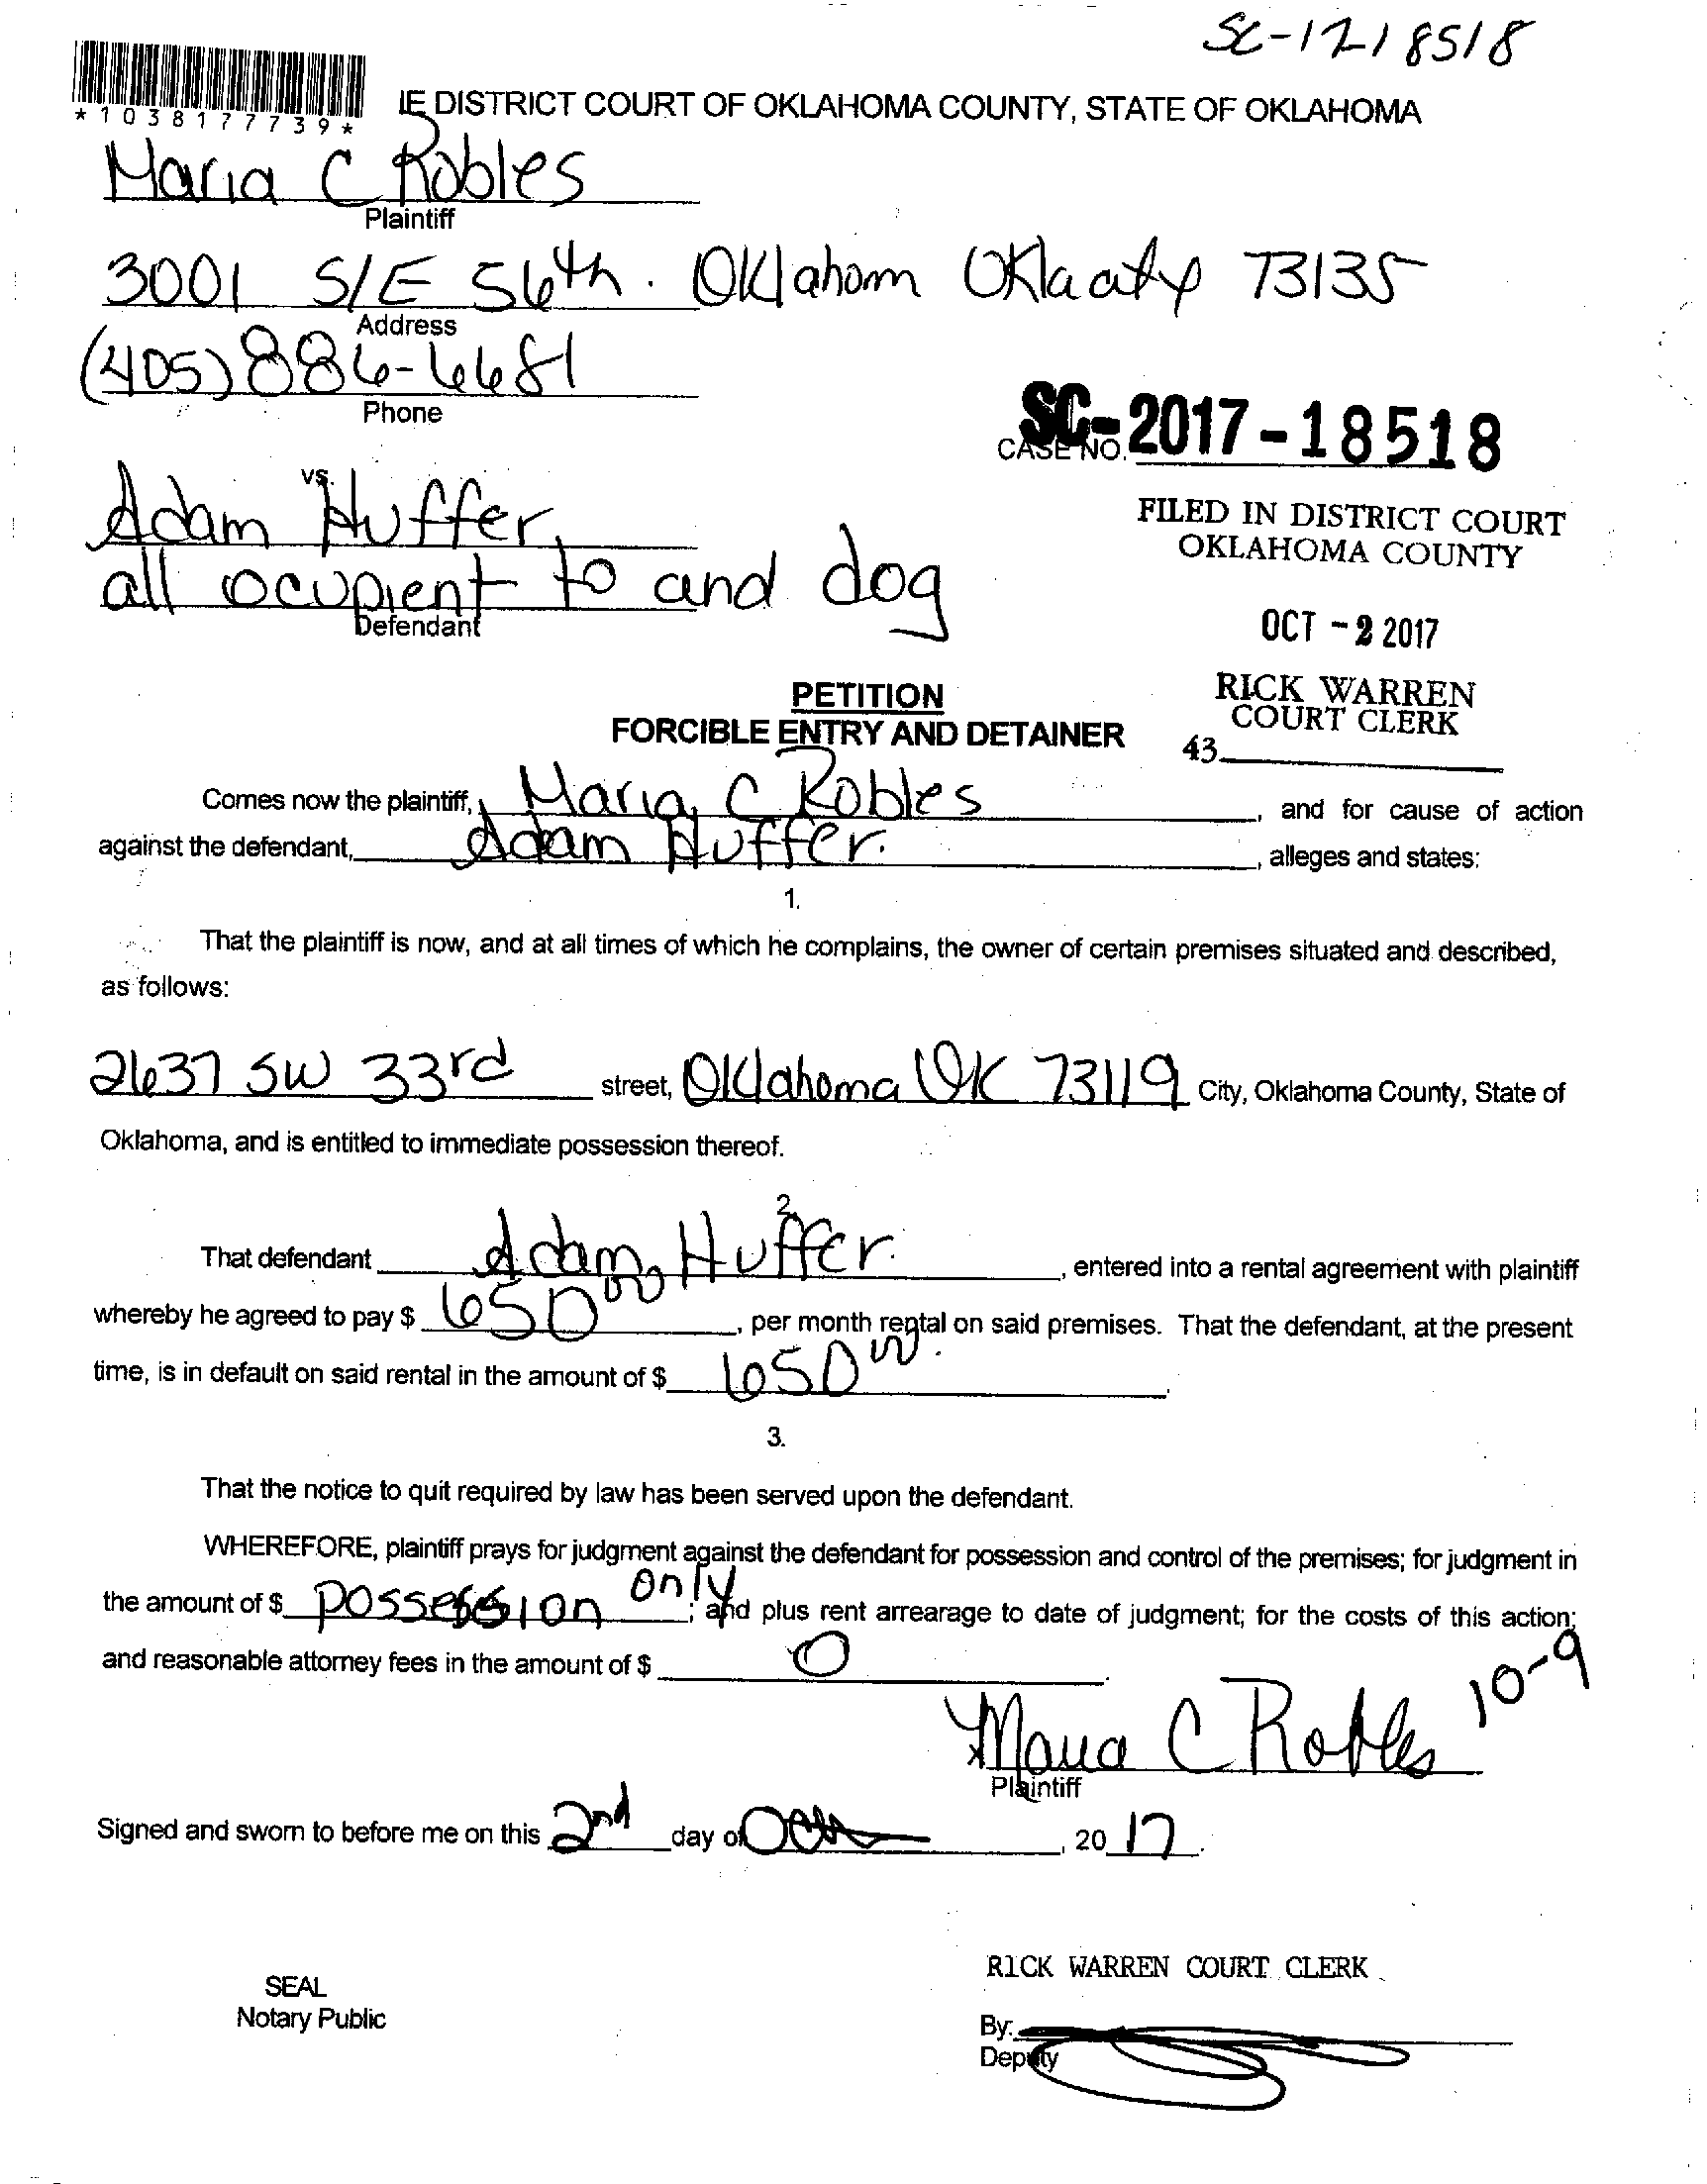 SC-17-18518
*1038177739*
IE DISTRICT COURT OF OKLAHOMA COUNTY, STATE OF OKLAHOMA
Maria C Robles
Plaintiff
3001 S/E 56th. Oklahom Okla city 73135
Address
(405) 886-6681
Phone
SC-2017-18518
CASE NO.
vs.
Adam Huffer,
all ocupient to and dog
Defendant
FILED IN DISTRICT COURT
OKLAHOMA COUNTY
OCT -2 2017
RICK WARREN
COURT CLERK
43
PETITION
FORCIBLE ENTRY AND DETAINER
Comes now the plaintiff, Maria C Robles, and for cause of action
against the defendant, Adam Huffer., alleges and states:
1.
That the plaintiff is now, and at all times of which he complains, the owner of certain premises situated and described,
as follows:
2637 SW 33rd street, Oklahoma OK 73119 City, Oklahoma County, State of
Oklahoma, and is entitled to immediate possession thereof.
2.
That defendant Adam Huffer., entered into a rental agreement with plaintiff
whereby he agreed to pay $ 650 00, per month rental on said premises. That the defendant, at the present
time, is in default on said rental in the amount of $ 650 00.
3.
That the notice to quit required by law has been served upon the defendant.
WHEREFORE, plaintiff prays for judgment against the defendant for possession and control of the premises; for judgment in
the amount of $ possession only; and plus rent arrearage to date of judgment; for the costs of this action;
and reasonable attorney fees in the amount of $ 0.
10-9
x Maria C Robles
Plaintiff
Signed and sworn to before me on this 2nd day of Oct, 20 17.
RICK WARREN COURT CLERK
SEAL
Notary Public
By:
Deputy